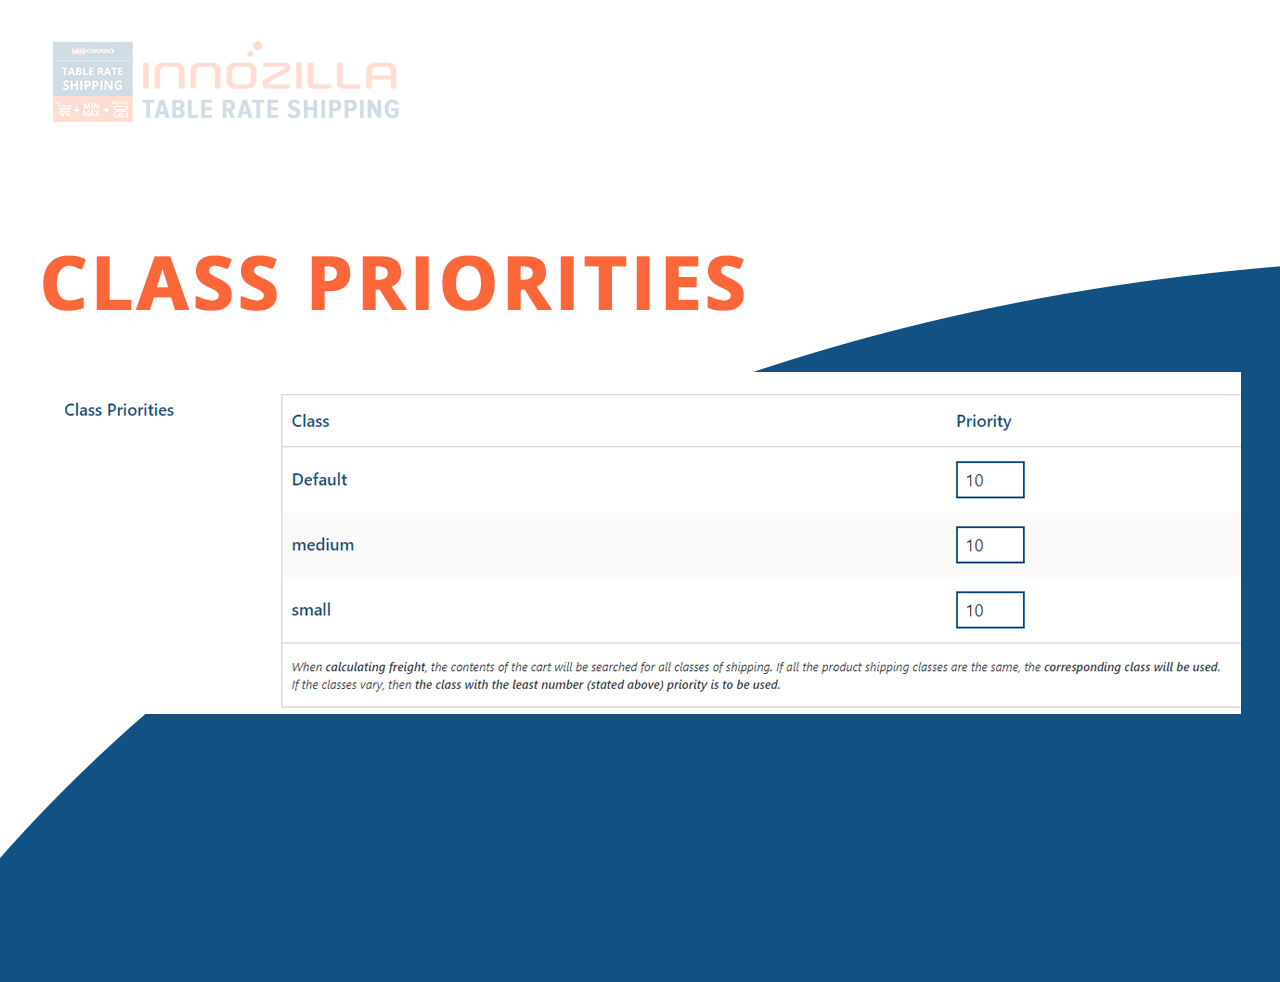 WOO COMMERCE
TABLE RATE
SHIPPING
MIN
MAX
INNOZILLA
TABLE RATE SHIPPING
CLASS PRIORITIES
Class Priorities
Class Priority
Default 10
medium 10
small 10
When calculating freight, the contents of the cart will be searched for all classes of shipping. If all the product shipping classes are the same, the corresponding class will be used.
If the classes vary, then the class with the least number (stated above) priority is to be used.